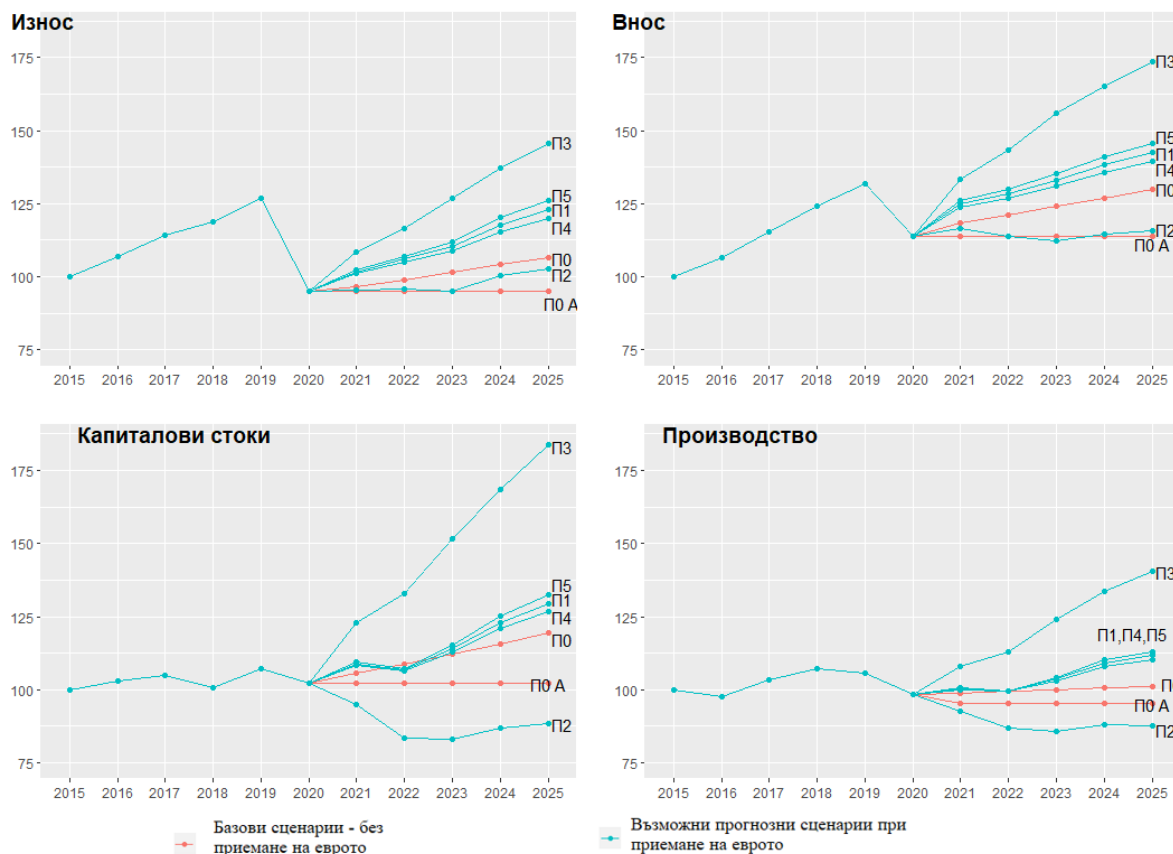 Износ
175
150
125
100
75
П3
П5
П1
П4
П0
П2
П0 А
2015 2016 2017 2018 2019 2020 2021 2022 2023 2024 2025
Внос
175
150
125
100
75
П3
П5
П1
П4
П0
П2
П0 А
2015 2016 2017 2018 2019 2020 2021 2022 2023 2024 2025
Капиталови стоки
175
150
125
100
75
П3
П5
П1
П4
П0
П0 А
П2
2015 2016 2017 2018 2019 2020 2021 2022 2023 2024 2025
Производство
175
150
125
100
75
П3
П1,П4,П5
П0
П0 А
П2
2015 2016 2017 2018 2019 2020 2021 2022 2023 2024 2025
Базови сценарии - без
приемане на еврото
Възможни прогнозни сценарии при
приемане на еврото